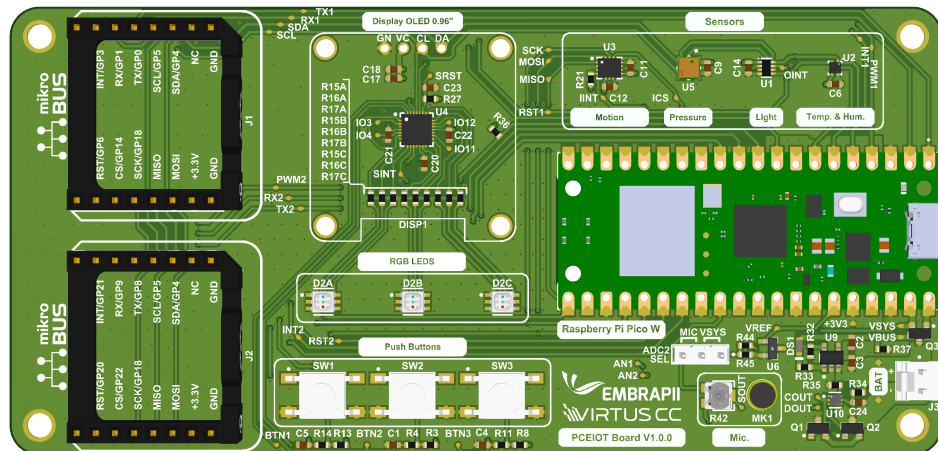 TX1
RX1
SDA
SCL
Display OLED 0.96"
GN VC CL DA
Sensors
mikro
BUS
INT/GP3
RX/GP1
TX/GP0
SCL/GP5
SDA/GP4
NC
GND
RST/GP6
CS/GP14
SCK/GP18
MISO
MOSI
+3.3V
GND
J1
C18
C17
SRST
C23
R27
U4
R15A
R16A
R17A
R15B
R16B
R17B
R15C
R16C
R17C
IO3
IO4
IO12
C22
IO11
C21
C20
SINT
R36
DISP1
SCK
MOSI
MISO
RST1
U3
R21
C11
IINT
C12
Motion
U5
C9
ICS
Pressure
C14
U1
OINT
Light
U2
C6
Temp. & Hum.
INT1
PWM1
PWM2
RX2
TX2
RGB LEDS
D2A
D2B
D2C
INT2
RST2
Push Buttons
SW1
SW2
SW3
BTN1
C5
R14
R13
BTN2
C1
R4
R3
BTN3
C4
R11
R8
mikro
BUS
INT/GP21
RX/GP9
TX/GP8
SCL/GP5
SDA/GP4
NC
GND
RST/GP20
CS/GP22
SCK/GP18
MISO
MOSI
+3.3V
GND
J2
Raspberry Pi Pico W
MIC
VSYS
ADC2
SEL
AN1
AN2
R44
R45
VREF
U6
DS1
R32
+3V3
U9
C2
C3
R33
R35
R34
VSYS
VBUS
R37
Q3
BAT
J3
COUT
DOUT
U10
C24
Q1
Q2
R42
SOUT
MK1
Mic.
EMBRAPII
VIRTUS CC
PCEIOT Board V1.0.0